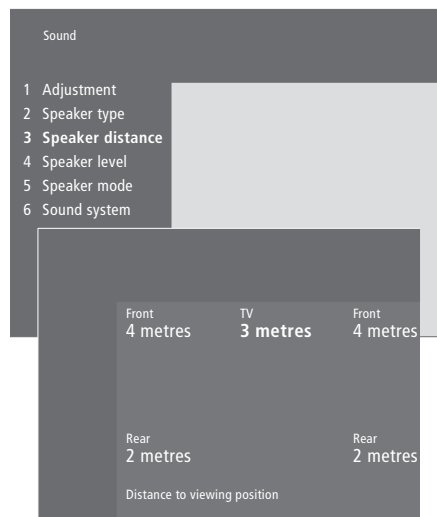 Sound
1 Adjustment
2 Speaker type
3 Speaker distance
4 Speaker level
5 Speaker mode
6 Sound system
Front TV Front
4 metres 3 metres 4 metres
Rear Rear
2 metres 2 metres
Distance to viewing position